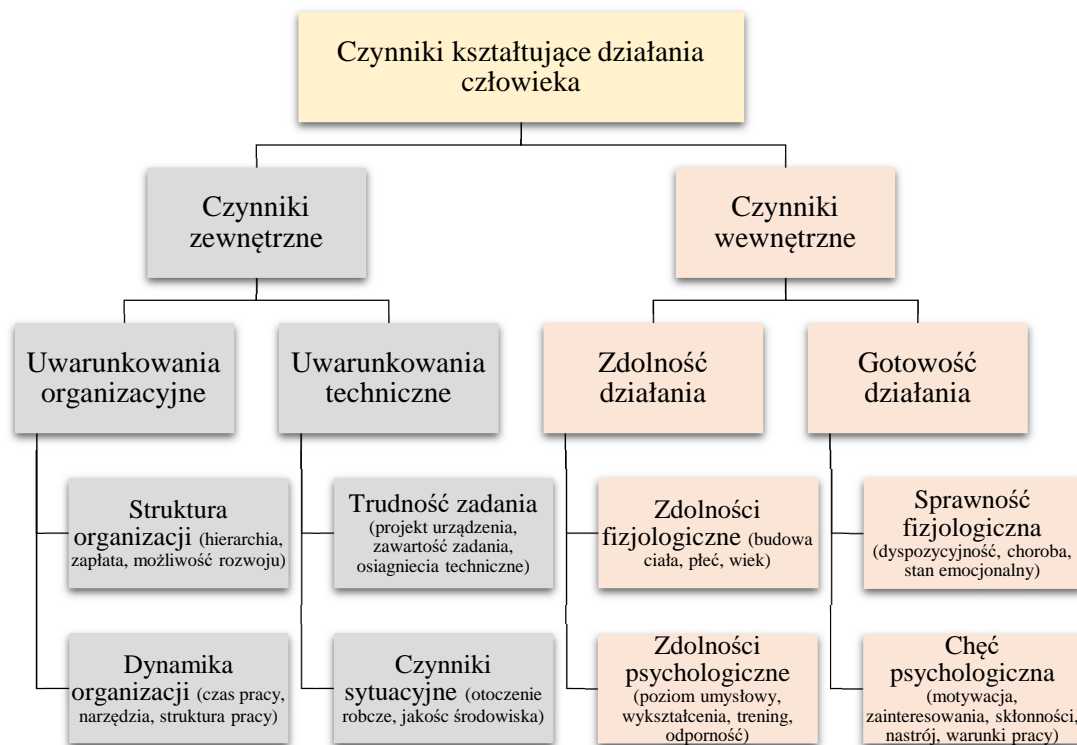 Czynniki kształtujące działania
człowieka
Czynniki
zewnętrzne
Czynniki
wewnętrzne
Uwarunkowania
organizacyjne
Uwarunkowania
techniczne
Zdolność
działania
Gotowość
działania
Struktura
organizacji (hierarchia,
zapłata, możliwość rozwoju)
Trudność zadania
(projekt urządzenia,
zawartość zadania,
osiagniecia techniczne)
Zdolności
fizjologiczne (budowa
ciała, płeć, wiek)
Sprawność
fizjologiczna
(dyspozycyjność, choroba,
stan emocjonalny)
Dynamika
organizacji (czas pracy,
narzędzia, struktura pracy)
Czynniki
sytuacyjne (otoczenie
robcze, jakośc środowiska)
Zdolności
psychologiczne
(poziom umysłowy,
wykształcenia, trening,
odporność)
Chęć
psychologiczna
(motywacja,
zainteresowania, skłonności,
nastrój, warunki pracy)